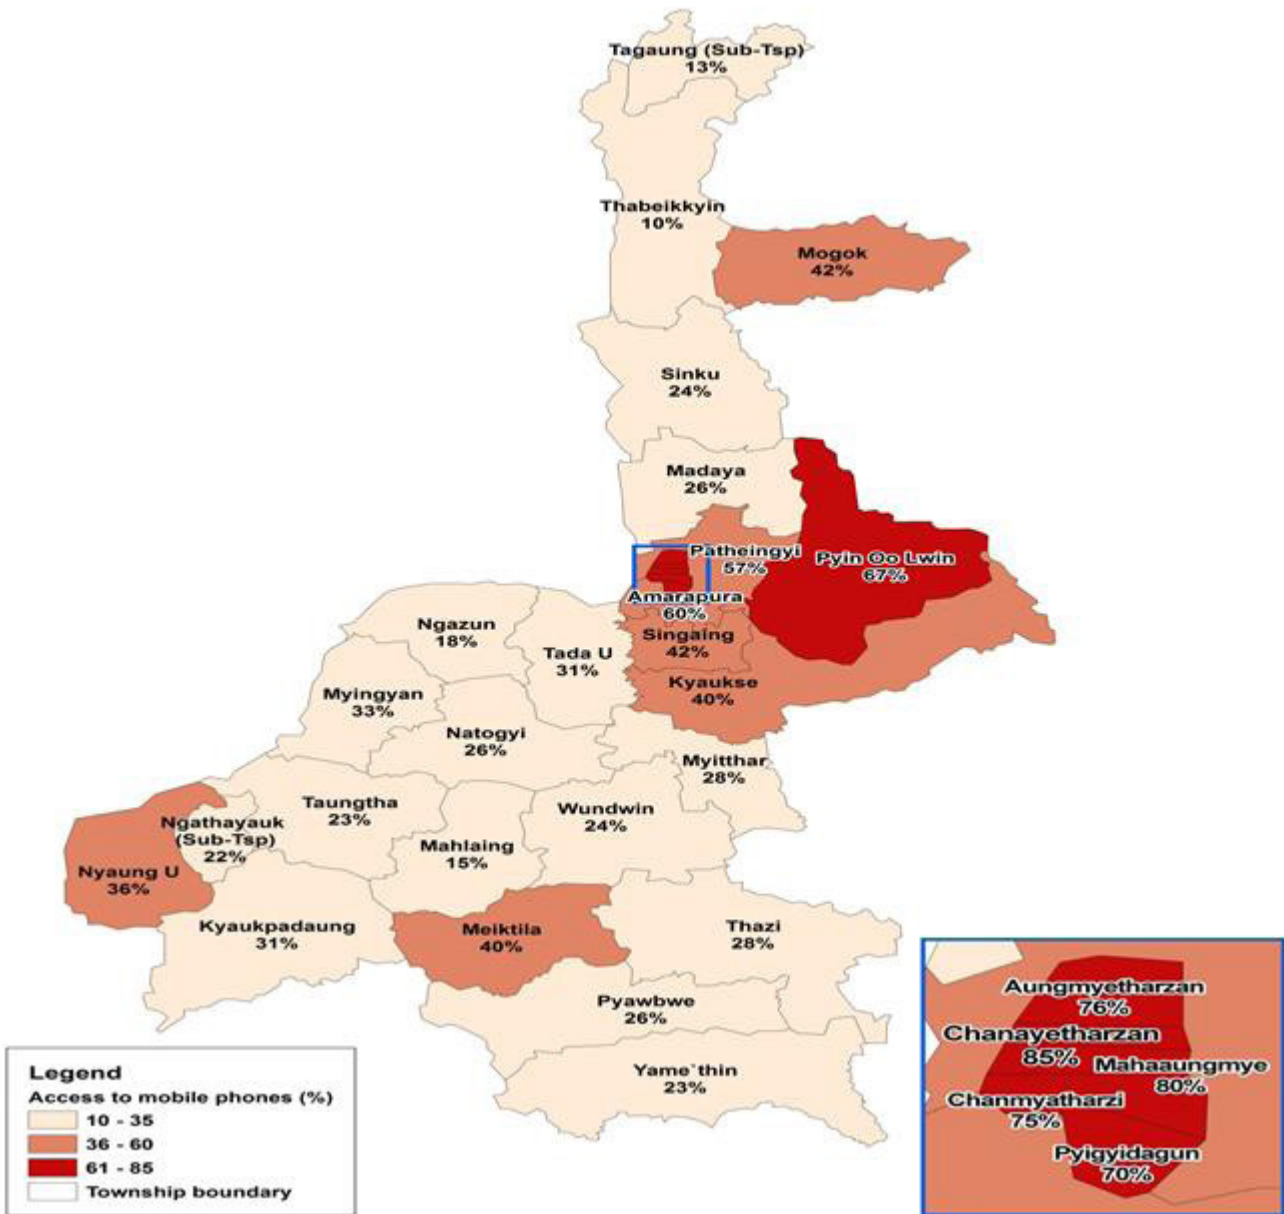 Tagaung (Sub-Tsp)
13%
Thabeikkyin
10%
Mogok
42%
Sinku
24%
Madaya
26%
Patheingyi
57%
Pyin Oo Lwin
67%
Amarapura
60%
Ngazun
18%
Singaing
42%
Tada U
31%
Kyaukse
40%
Myingyan
33%
Natogyi
26%
Myitthar
28%
Taungtha
23%
Wundwin
24%
Ngathayauk
(Sub-Tsp)
22%
Mahlaing
15%
Nyaung U
36%
Kyaukpadaung
31%
Meiktila
40%
Thazi
28%
Pyawbwe
26%
Yame`thin
23%
Aungmyetharzan
76%
Chanayetharzan
85%
Mahaaungmye
80%
Chanmyatharzi
75%
Pyigyidagun
70%
Legend
Access to mobile phones (%)
10 - 35
36 - 60
61 - 85
Township boundary